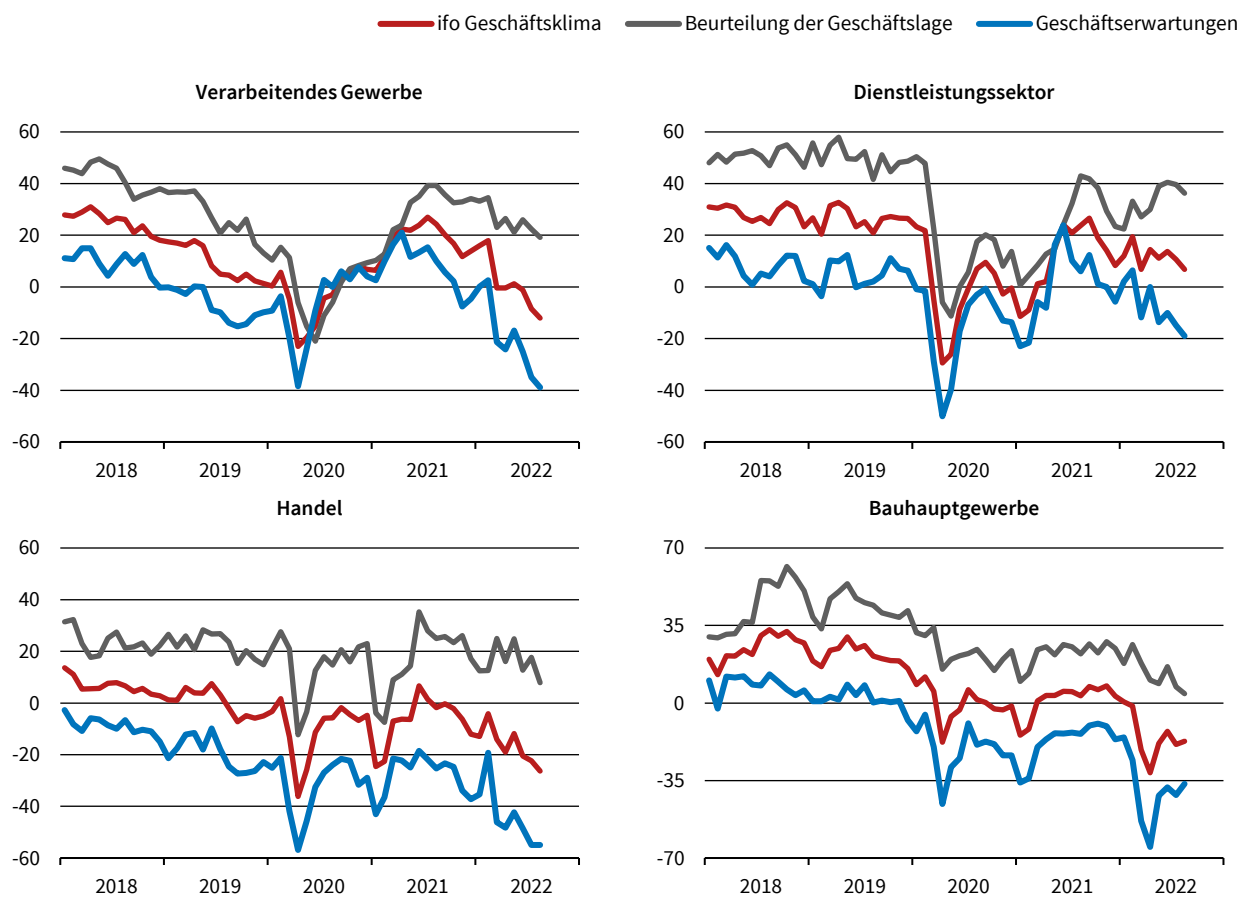 ifo Geschäftsklima Beurteilung der Geschäftslage Geschäftserwartungen
Verarbeitendes Gewerbe
60
40
20
0
-20
-40
-60
2018 2019 2020 2021 2022
Dienstleistungssektor
60
40
20
0
-20
-40
-60
2018 2019 2020 2021 2022
Handel
60
40
20
0
-20
-40
-60
2018 2019 2020 2021 2022
Bauhauptgewerbe
70
35
0
-35
-70
2018 2019 2020 2021 2022